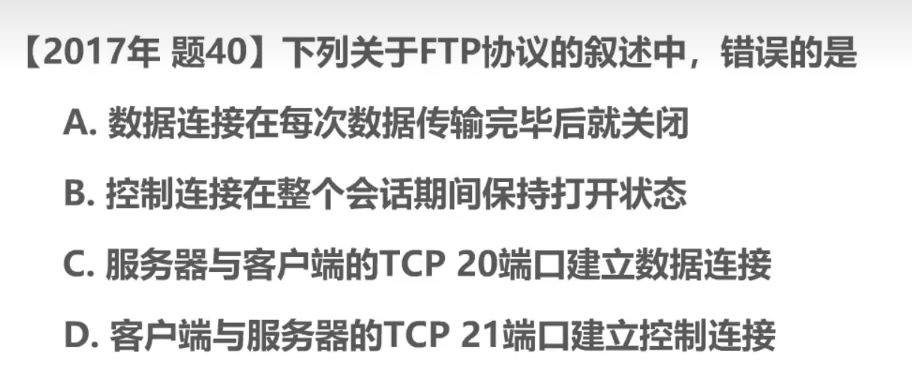 【2017年 题40】下列关于FTP协议的叙述中，错误的是
A. 数据连接在每次数据传输完毕后就关闭
B. 控制连接在整个会话期间保持打开状态
C. 服务器与客户端的TCP 20端口建立数据连接
D. 客户端与服务器的TCP 21端口建立控制连接